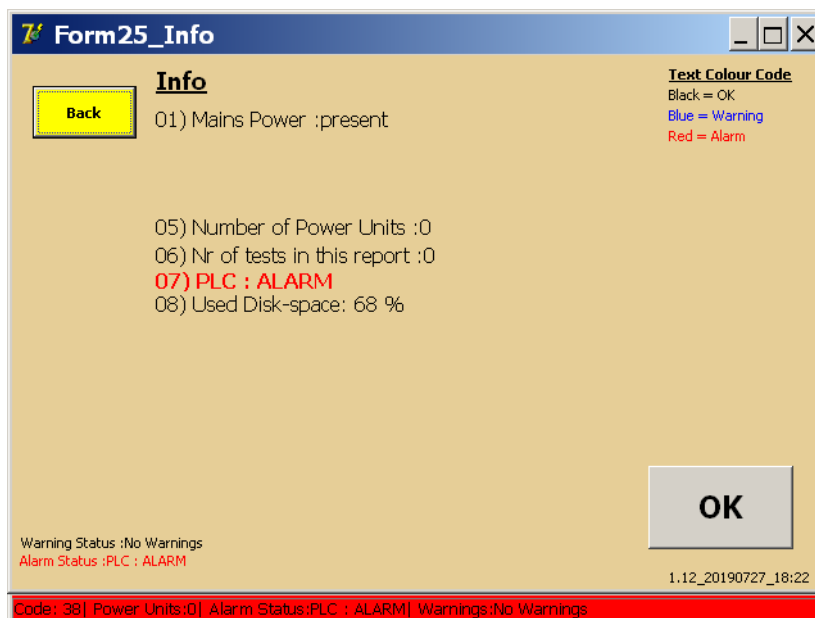 Form25_Info
Back
Info
01) Mains Power :present
Text Colour Code
Black = OK
Blue = Warning
Red = Alarm
05) Number of Power Units :0
06) Nr of tests in this report :0
07) PLC : ALARM
08) Used Disk-space: 68 %
OK
Warning Status :No Warnings
Alarm Status :PLC : ALARM
1.12_20190727_18:22
Code: 38| Power Units:0| Alarm Status:PLC : ALARM| Warnings:No Warnings